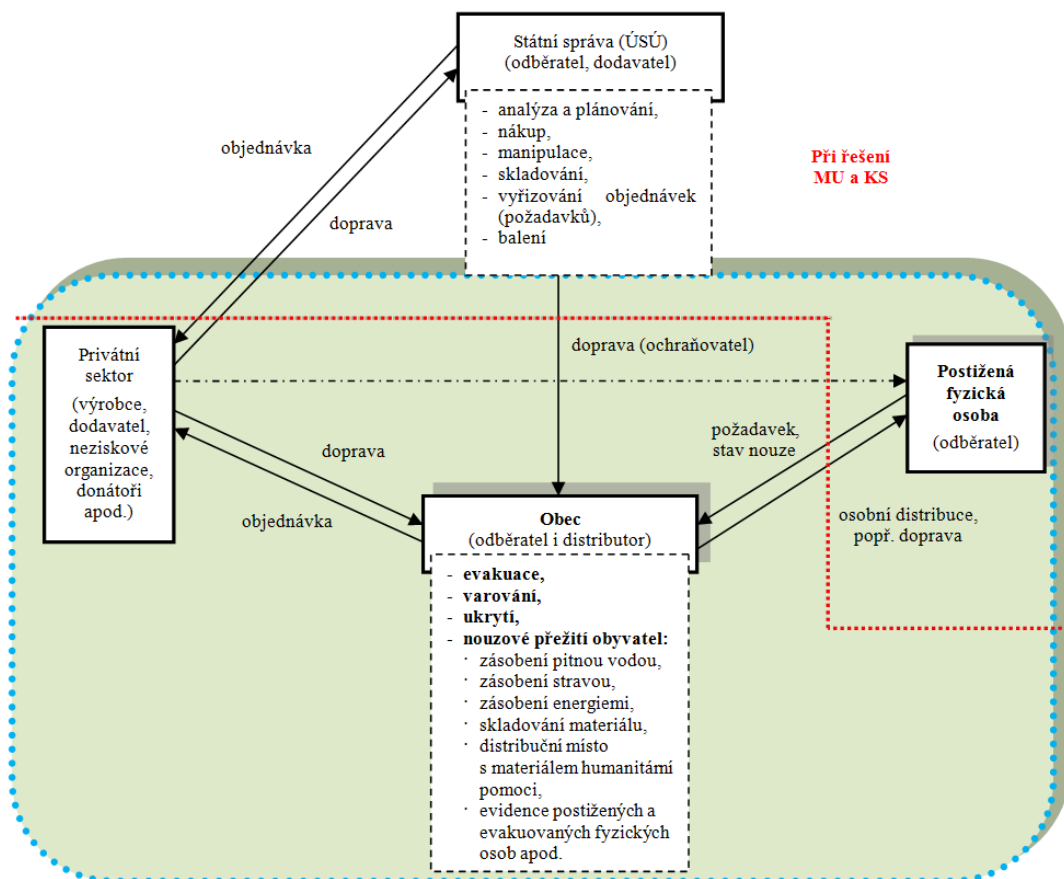 Státní správa (ÚSÚ)
(odběratel, dodavatel)
- analýza a plánování,
- nákup,
- manipulace,
- skladování,
- vyřizování objednávek
(požadavků),
- balení
Při řešení
MU a KS
objednávka
doprava
Privátní
sektor
(výrobce,
dodavatel,
neziskové
organizace,
donátoři
apod.)
doprava (ochraňovatel)
Postižená
fyzická
osoba
(odběratel)
požadavek,
stav nouze
doprava
objednávka
osobní distribuce,
popř. doprava
Obec
(odběratel i distributor)
- evakuace,
- varování,
- ukrytí,
- nouzové přežití obyvatel:
· zásobení pitnou vodou,
· zásobení stravou,
· zásobení energiemi,
· skladování materiálu,
· distribuční místo
s materiálem humanitární
pomoci,
· evidence postižených a
evakuovaných fyzických
osob apod.